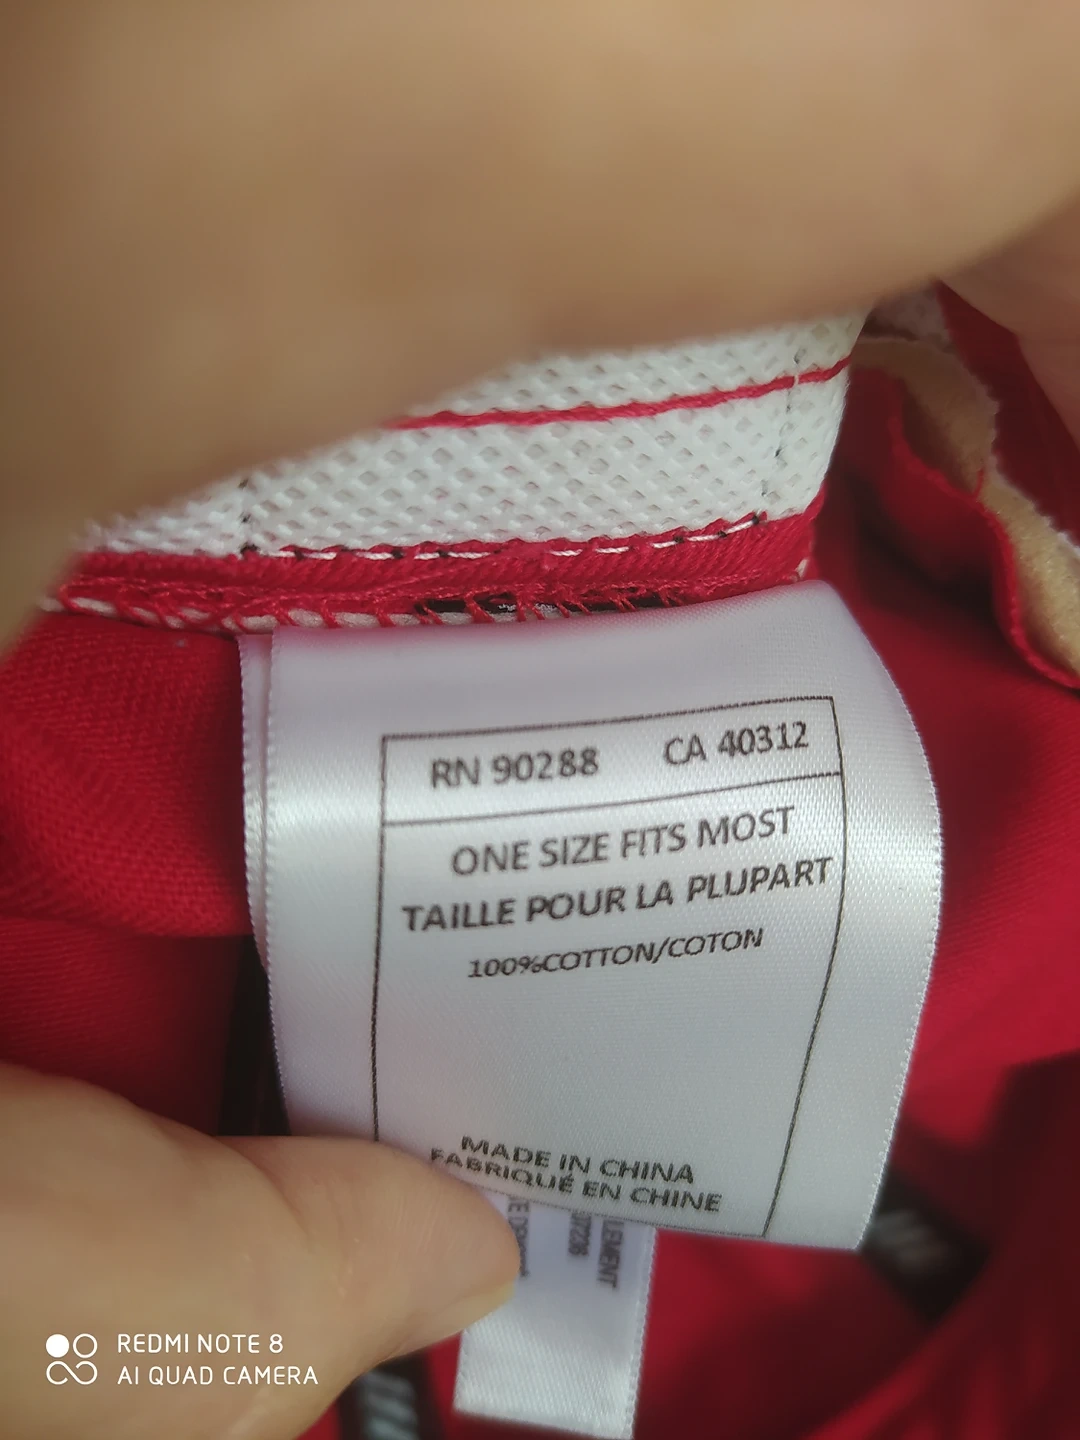 RN 90288 CA 40312
ONE SIZE FITS MOST
TAILLE POUR LA PLUPART
100%COTTON/COTON
MADE IN CHINA
FABRIQUÉ EN CHINE
REDMI NOTE 8
AI QUAD CAMERA